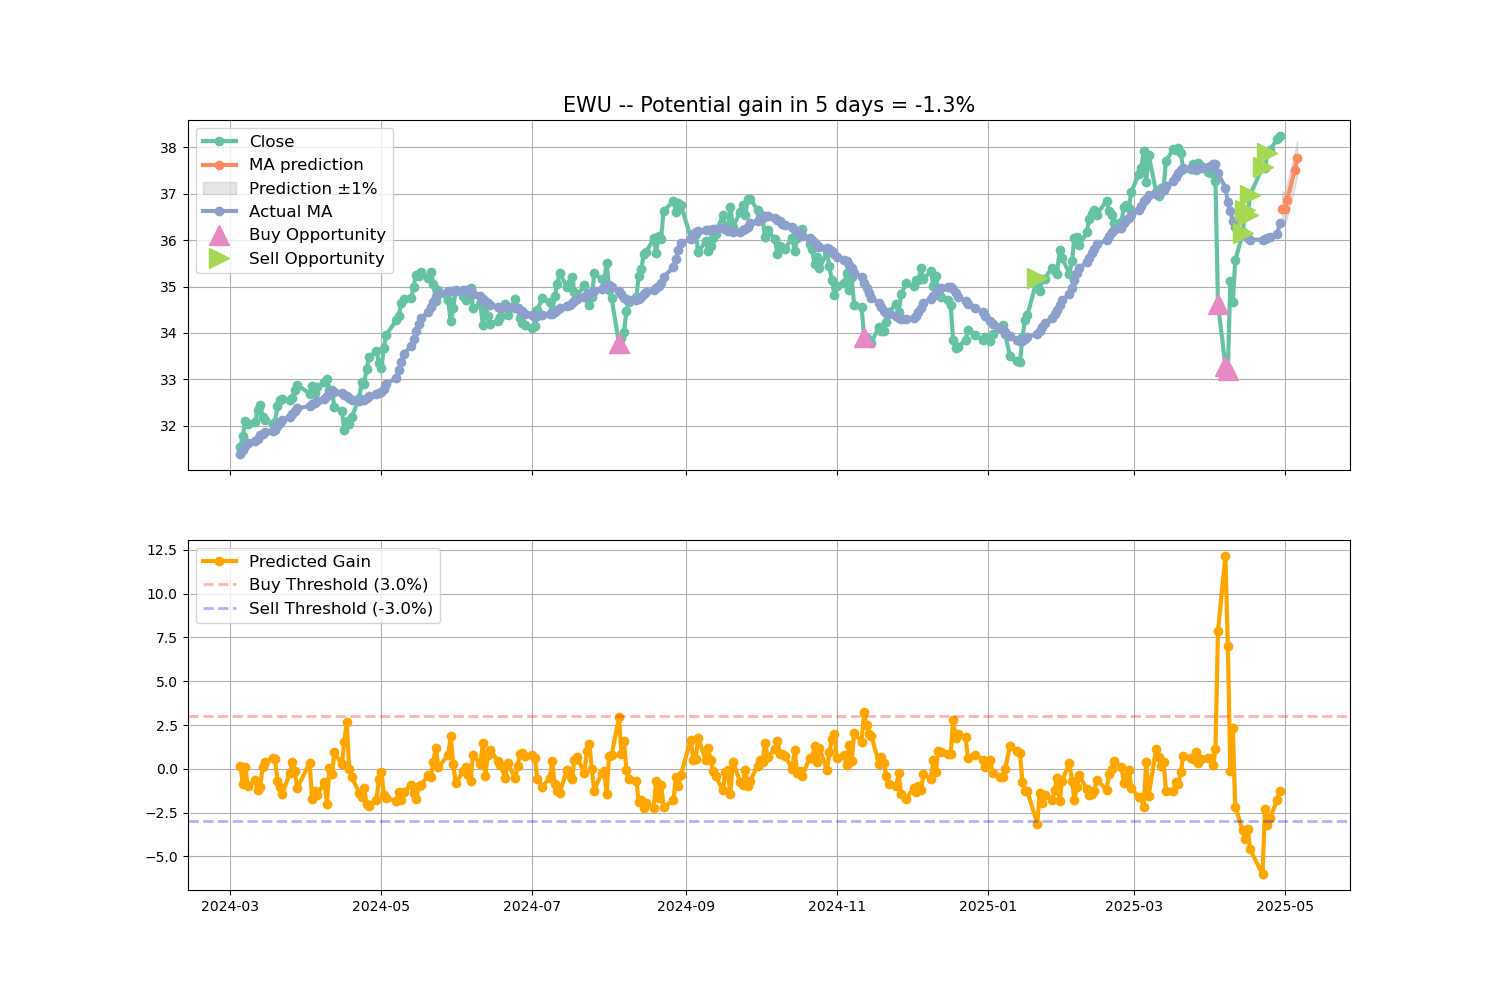 EWU -- Potential gain in 5 days = -1.3%
Close
MA prediction
Prediction ±1%
Actual MA
Buy Opportunity
Sell Opportunity
38
37
36
35
34
33
32
Predicted Gain
Buy Threshold (3.0%)
Sell Threshold (-3.0%)
12.5
10.0
7.5
5.0
2.5
0.0
−2.5
−5.0
2024-03
2024-05
2024-07
2024-09
2024-11
2025-01
2025-03
2025-05